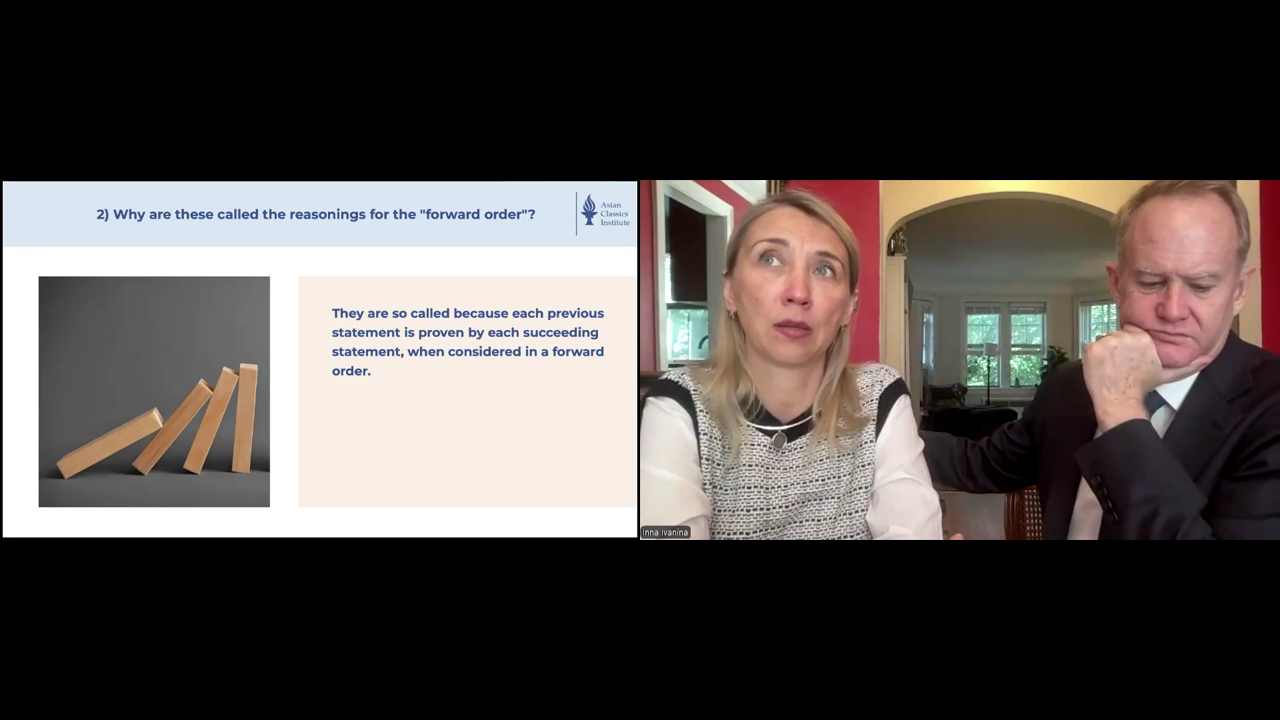 2) Why are these called the reasonings for the "forward order"?
Asian
Classics
Institute
They are so called because each previous
statement is proven by each succeeding
statement, when considered in a forward
order.
Inna Ivanina